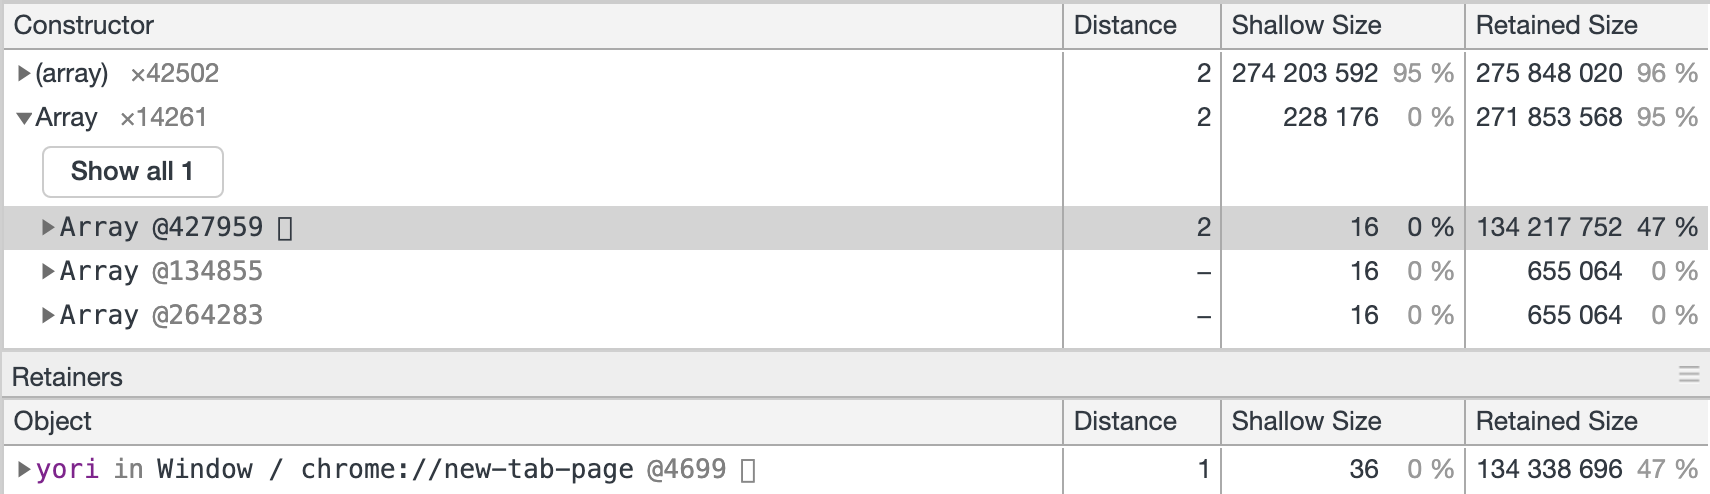 Constructor Distance Shallow Size Retained Size
(array) ×42502 2 274 203 592 95 % 275 848 020 96 %
Array ×14261 2 228 176 0 % 271 853 568 95 %
Show all 1
Array @427959 2 16 0 % 134 217 752 47 %
Array @134855 – 16 0 % 655 064 0 %
Array @264283 – 16 0 % 655 064 0 %
Retainers
Object Distance Shallow Size Retained Size
yori in Window / chrome://new-tab-page @4699 1 36 0 % 134 338 696 47 %